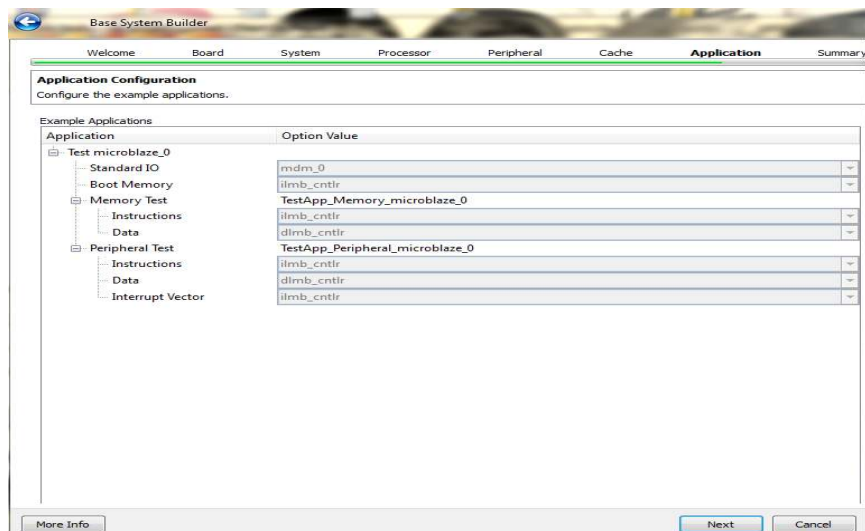 Base System Builder
Welcome Board System Processor Peripheral Cache Application Summary
Application Configuration
Configure the example applications.
Example Applications
Application Option Value
Test microblaze_0
Standard IO mdm_0
Boot Memory ilmb_cntlr
Memory Test TestApp_Memory_microblaze_0
Instructions ilmb_cntlr
Data dlmb_cntlr
Peripheral Test TestApp_Peripheral_microblaze_0
Instructions ilmb_cntlr
Data dlmb_cntlr
Interrupt Vector ilmb_cntlr
More Info Next Cancel